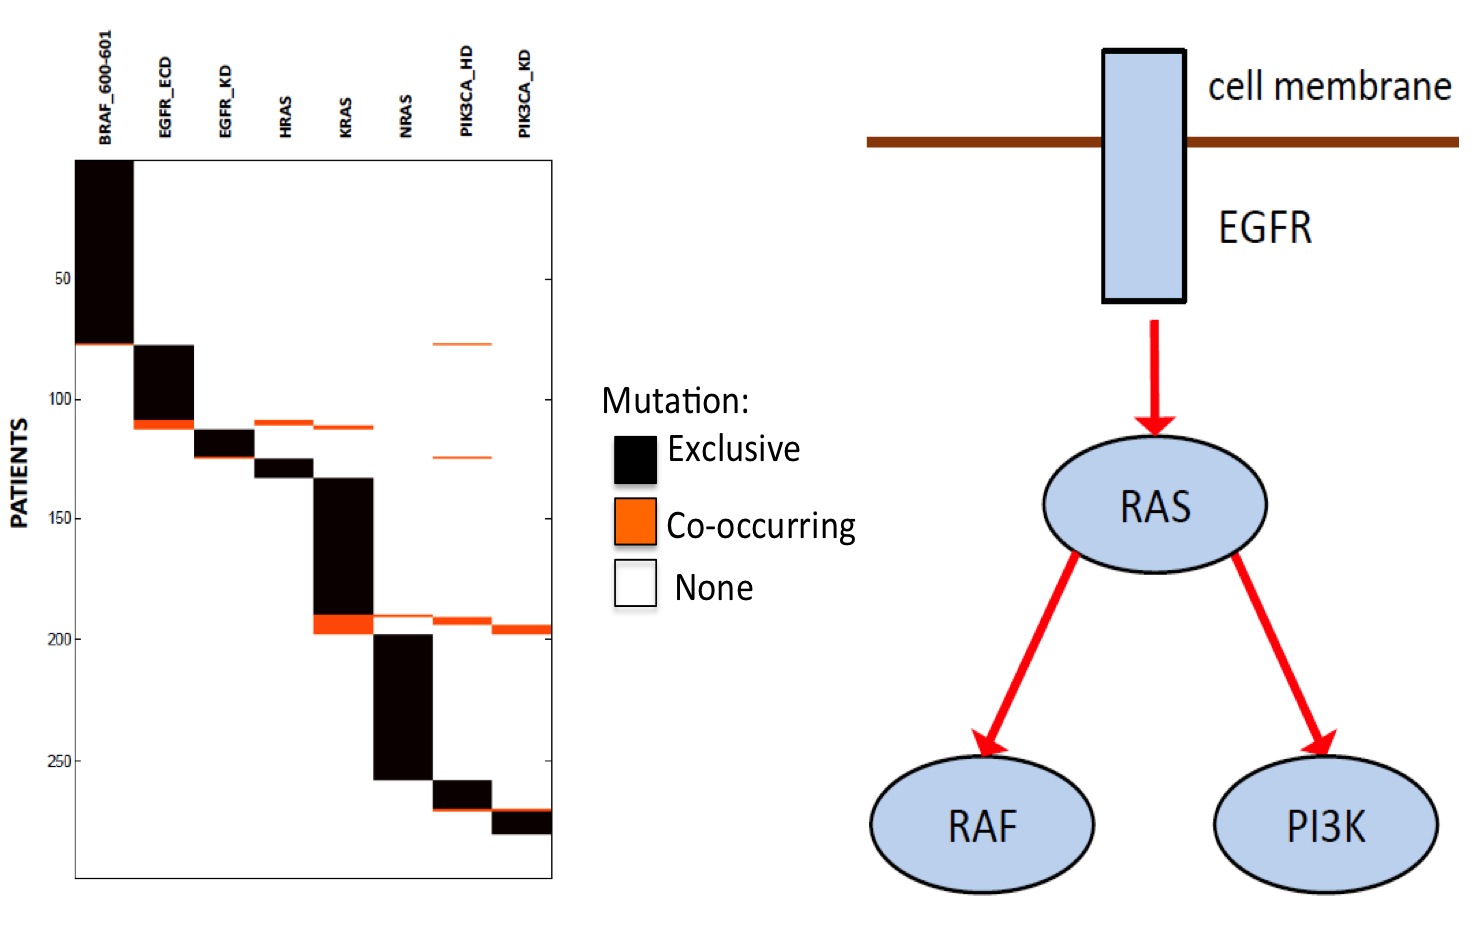 BRAF_600-601
EGFR_ECD
EGFR_KD
HRAS
KRAS
NRAS
PIK3CA_HD
PIK3CA_KD
PATIENTS
50
100
150
200
250
Mutation:
Exclusive
Co-occurring
None
cell membrane
EGFR
RAS
RAF
PI3K